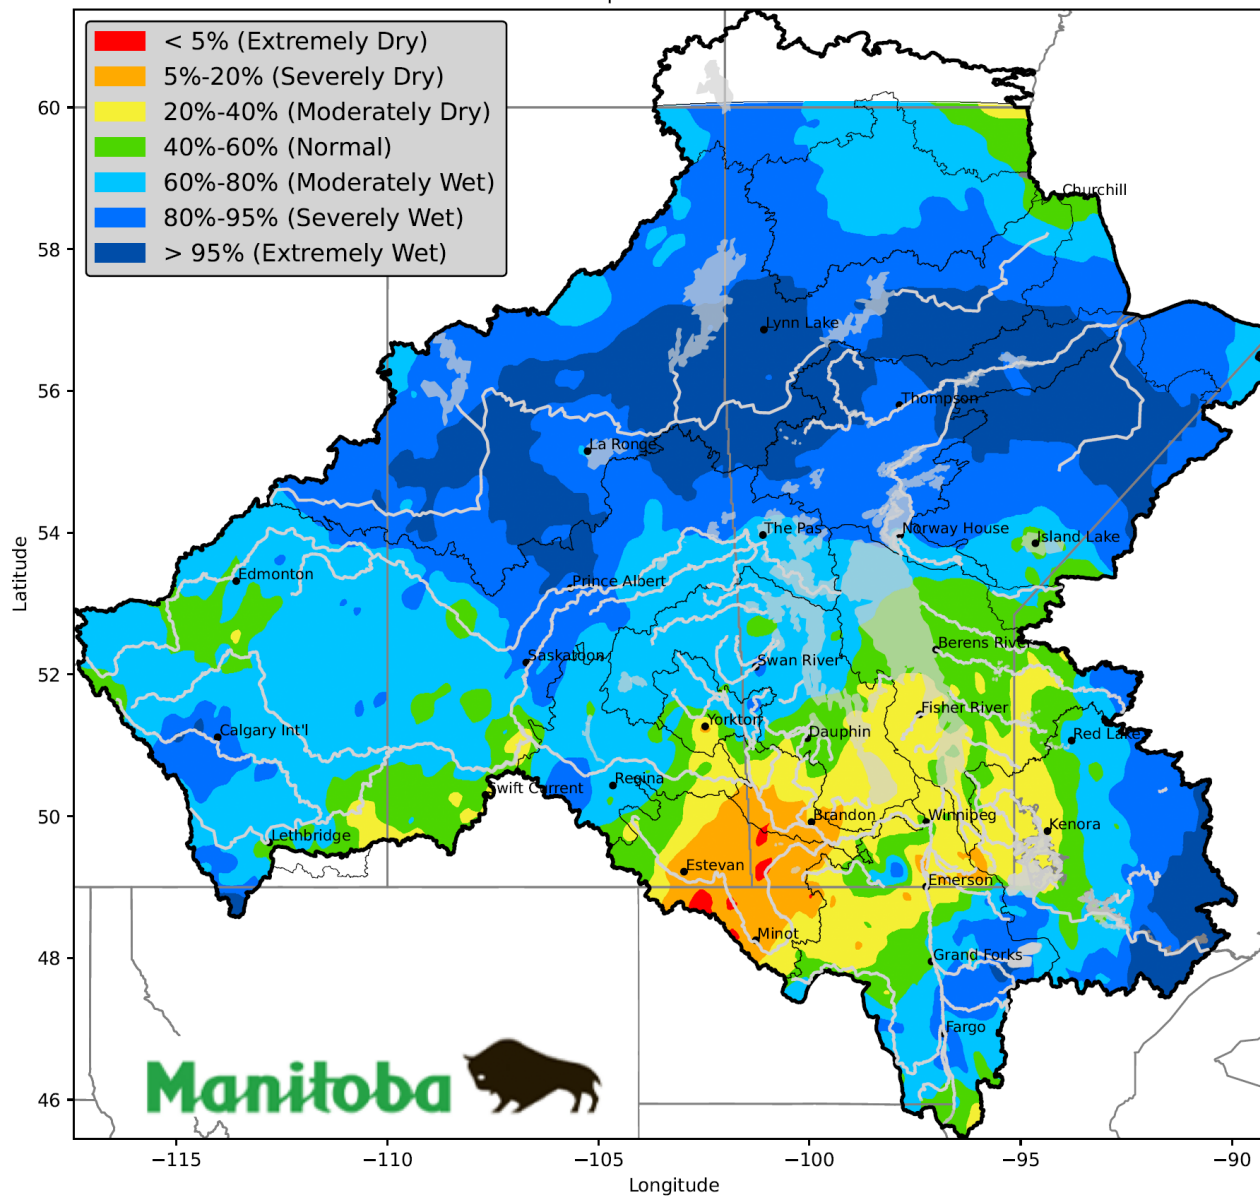 < 5% (Extremely Dry)
5%-20% (Severely Dry)
20%-40% (Moderately Dry)
40%-60% (Normal)
60%-80% (Moderately Wet)
80%-95% (Severely Wet)
> 95% (Extremely Wet)
60
Churchill
58
Lynn Lake
56
Thompson
La Ronge
54
The Pas
Norway House
Island Lake
Edmonton
Prince Albert
Latitude
Berens River
Saskatoon
Swan River
52
Fisher River
Yorkton
Calgary Int'l
Dauphin
Red Lake
Regina
Swift Current
50
Brandon
Winnipeg
Kenora
Lethbridge
Estevan
Emerson
Minot
48
Grand Forks
Fargo
Manitoba
46
−115
−110
−105
−100
−95
−90
Longitude